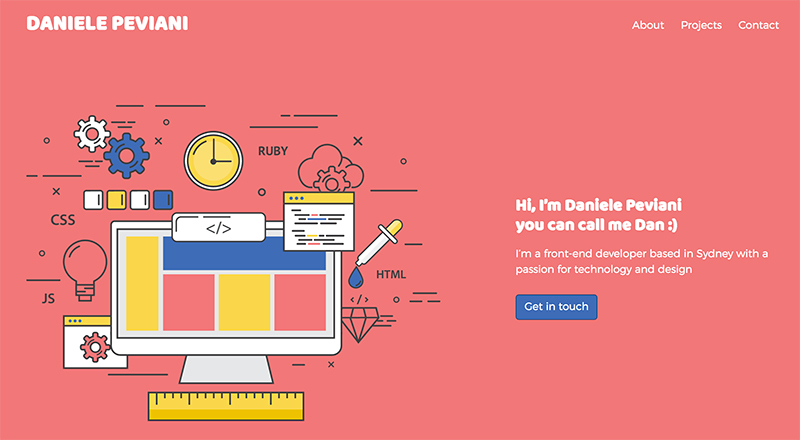 DANIELE PEVIANI
About Projects Contact
RUBY
CSS
</>
Hi, I'm Daniele Peviani
you can call me Dan :)
I'm a front-end developer based in Sydney with a
passion for technology and design
HTML
JS
</>
Get in touch